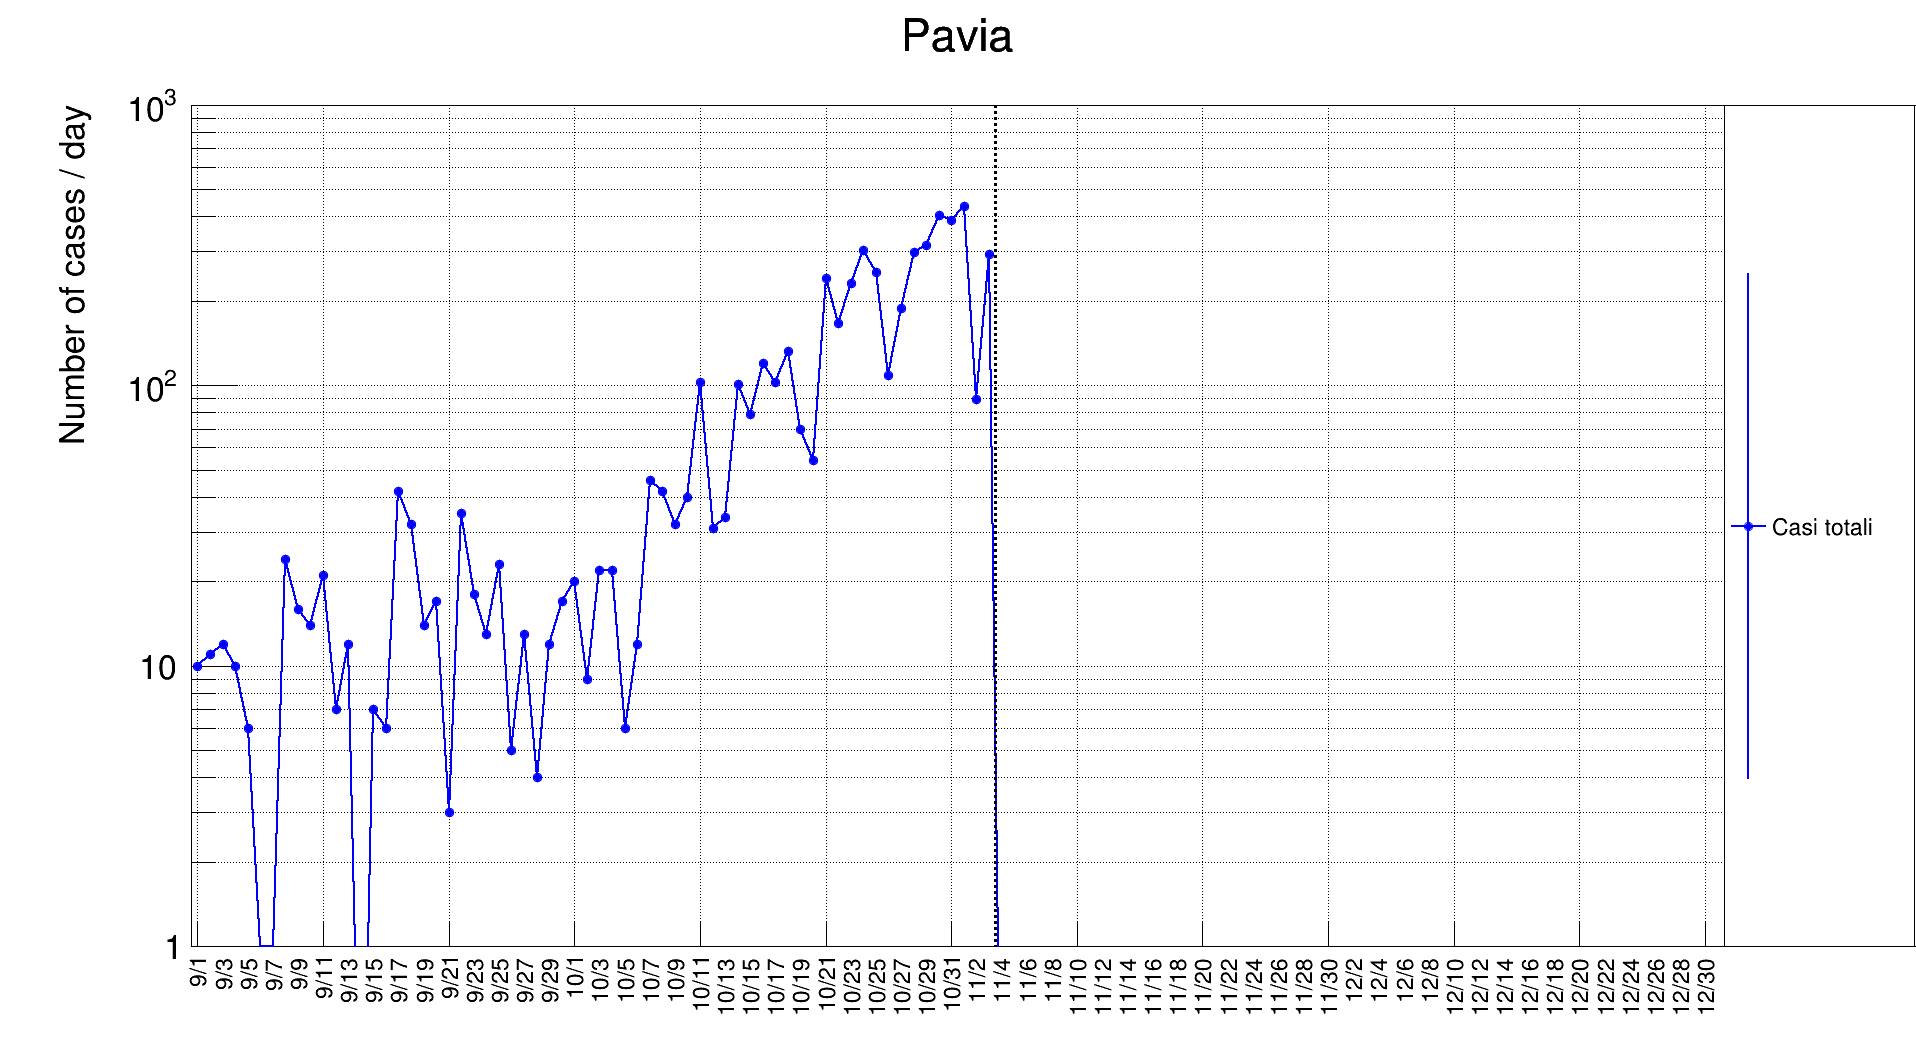 Pavia
Number of cases / day
10³
10²
10
1
9/1 9/3 9/5 9/7 9/9 9/11 9/13 9/15 9/17 9/19 9/21 9/23 9/25 9/27 9/29 10/1 10/3 10/5 10/7 10/9 10/11 10/13 10/15 10/17 10/19 10/21 10/23 10/25 10/27 10/29 10/31 11/2 11/4 11/6 11/8 11/10 11/12 11/14 11/16 11/18 11/20 11/22 11/24 11/26 11/28 11/30 12/2 12/4 12/6 12/8 12/10 12/12 12/14 12/16 12/18 12/20 12/22 12/24 12/26 12/28 12/30
Casi totali